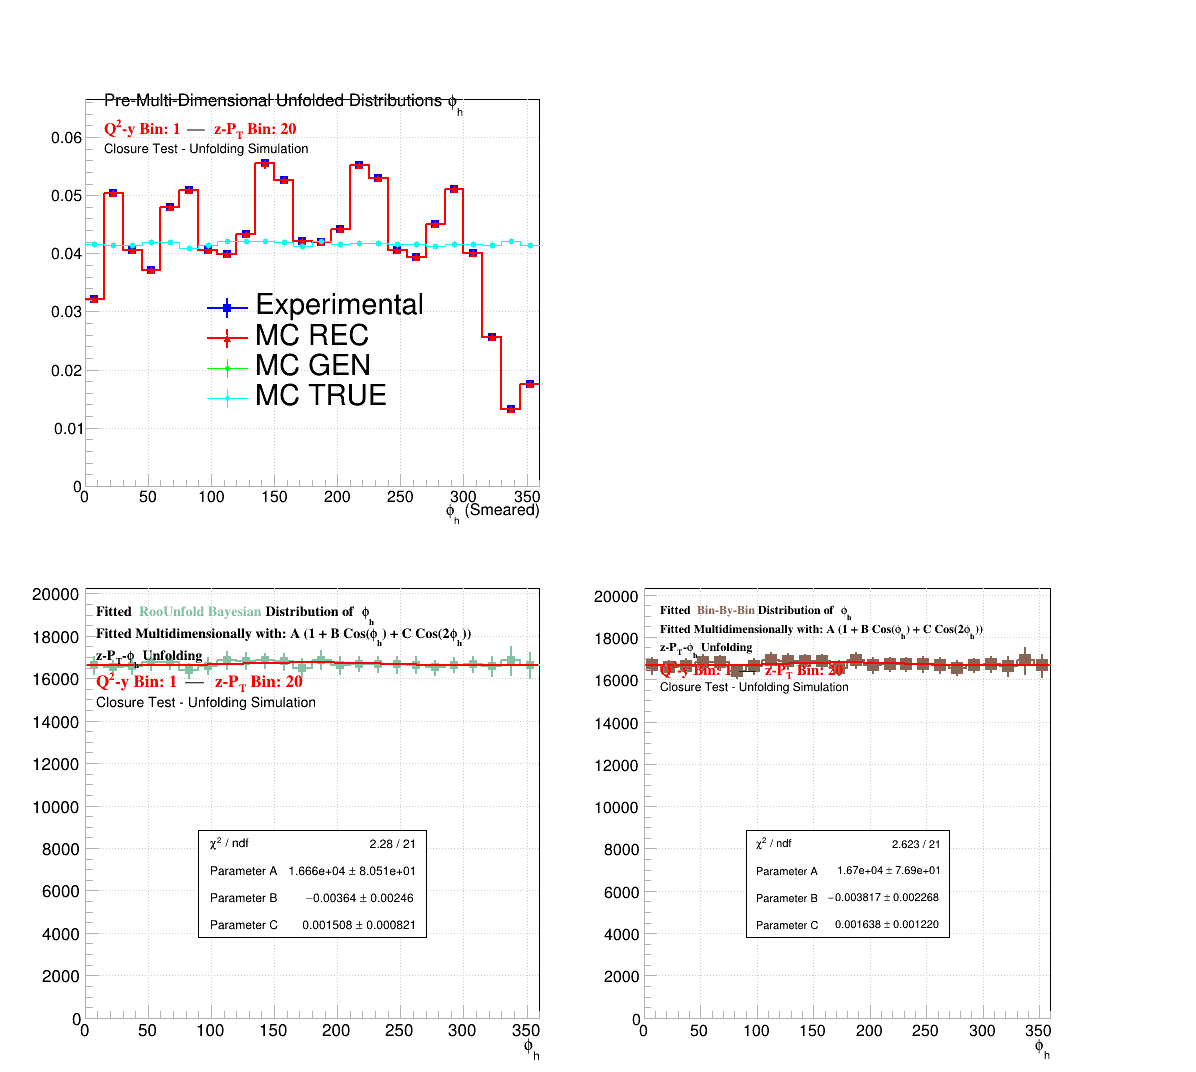 Pre-Multi-Dimensional Unfolded Distributions ϕh
Q²-y Bin: 1 — z-PT Bin: 20
Closure Test - Unfolding Simulation
0.06
0.05
0.04
0.03
0.02
0.01
0
Experimental
MC REC
MC GEN
MC TRUE
0 50 100 150 200 250 300 350
ϕh (Smeared)
20000
18000
16000
14000
12000
10000
8000
6000
4000
2000
0
Fitted RooUnfold Bayesian Distribution of ϕh
Fitted Multidimensionally with: A (1 + B Cos(ϕh) + C Cos(2ϕh))
z-PT-ϕh Unfolding
Q²-y Bin: 1 — z-PT Bin: 20
Closure Test - Unfolding Simulation
χ² / ndf 2.28 / 21
Parameter A 1.666e+04 ± 8.051e+01
Parameter B −0.00364 ± 0.00246
Parameter C 0.001508 ± 0.000821
0 50 100 150 200 250 300 350
ϕh
20000
18000
16000
14000
12000
10000
8000
6000
4000
2000
0
Fitted Bin-By-Bin Distribution of ϕh
Fitted Multidimensionally with: A (1 + B Cos(ϕh) + C Cos(2ϕh))
z-PT-ϕh Unfolding
Q²-y Bin: 1 — z-PT Bin: 20
Closure Test - Unfolding Simulation
χ² / ndf 2.623 / 21
Parameter A 1.67e+04 ± 7.69e+01
Parameter B −0.003817 ± 0.002268
Parameter C 0.001638 ± 0.001220
0 50 100 150 200 250 300 350
ϕh